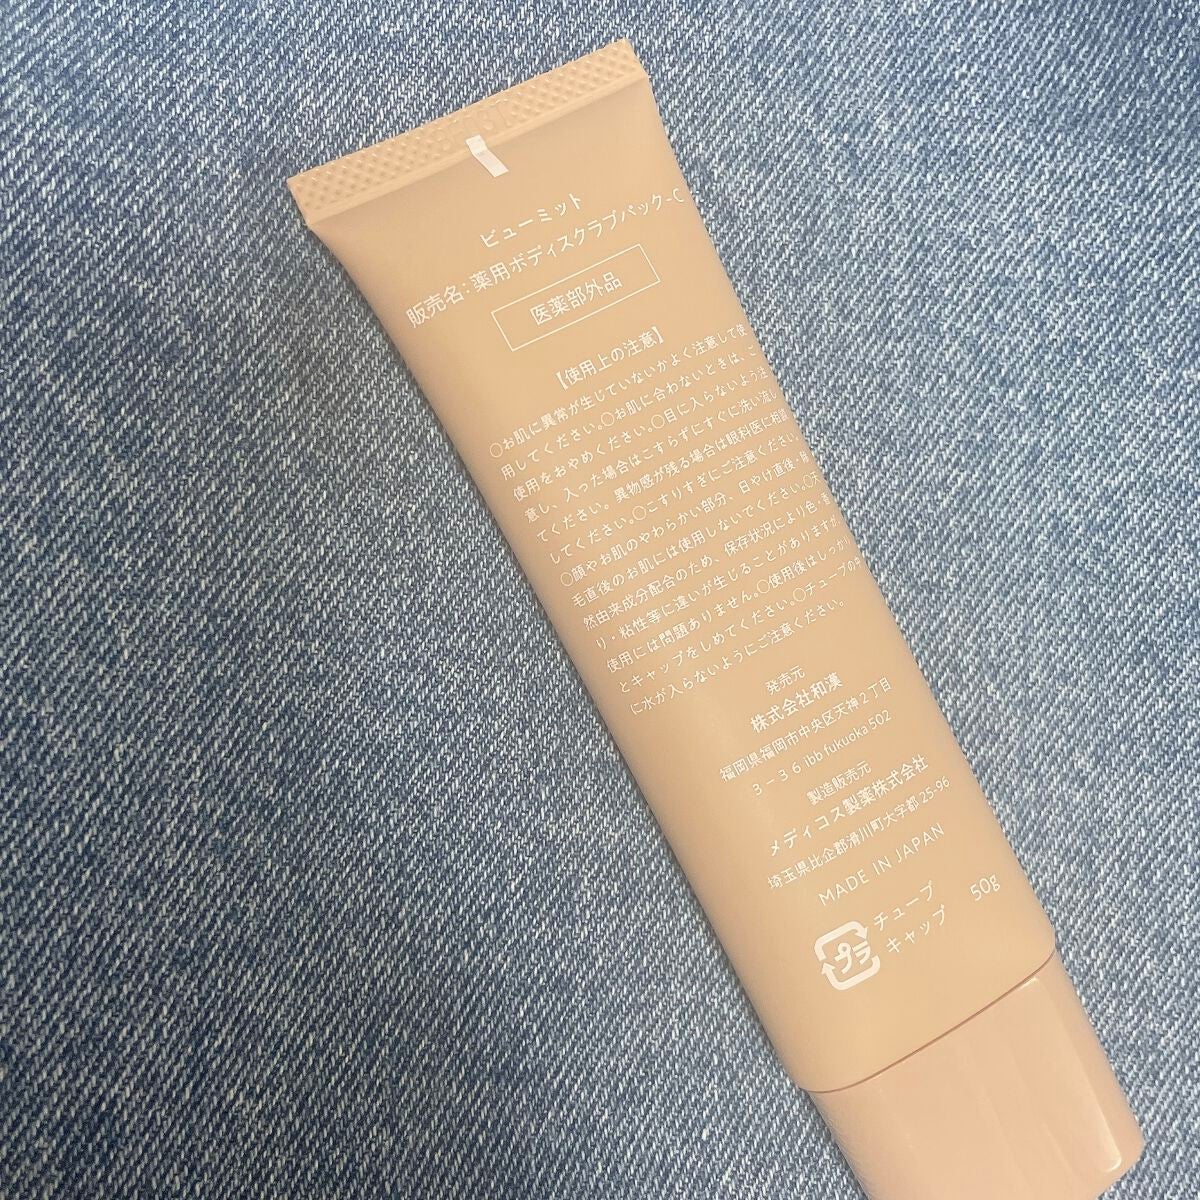 ビューミット
販売名:薬用ボディスクラブパック-C
医薬部外品
【使用上の注意】
○お肌に異常が生じていないかよく注意して使
用してください。○お肌に合わないときは、ご
使用をおやめください。○目に入らないよう注
意し、入った場合はこすらずにすぐに洗い流し
てください。異物感が残る場合は眼科医に相談
してください。○こすりすぎにご注意ください。
○顔やお肌のやわらかい部分、日やけ直後・
毛直後のお肌には使用しないでください。○天
然由来成分配合のため、保存状況により色・香
り・粘性等に違いが生じることがありますが、
使用には問題ありません。○使用後はしっかり
とキャップをしめてください。○チューブの中
に水が入らないようにご注意ください。
発売元
株式会社和漢
福岡県福岡市中央区天神2丁目
3-36 ibb fukuoka 502
製造販売元
メディコス製薬株式会社
埼玉県比企郡滑川町大字都 25-96
MADE IN JAPAN
プラ
チューブ
キャップ
50g